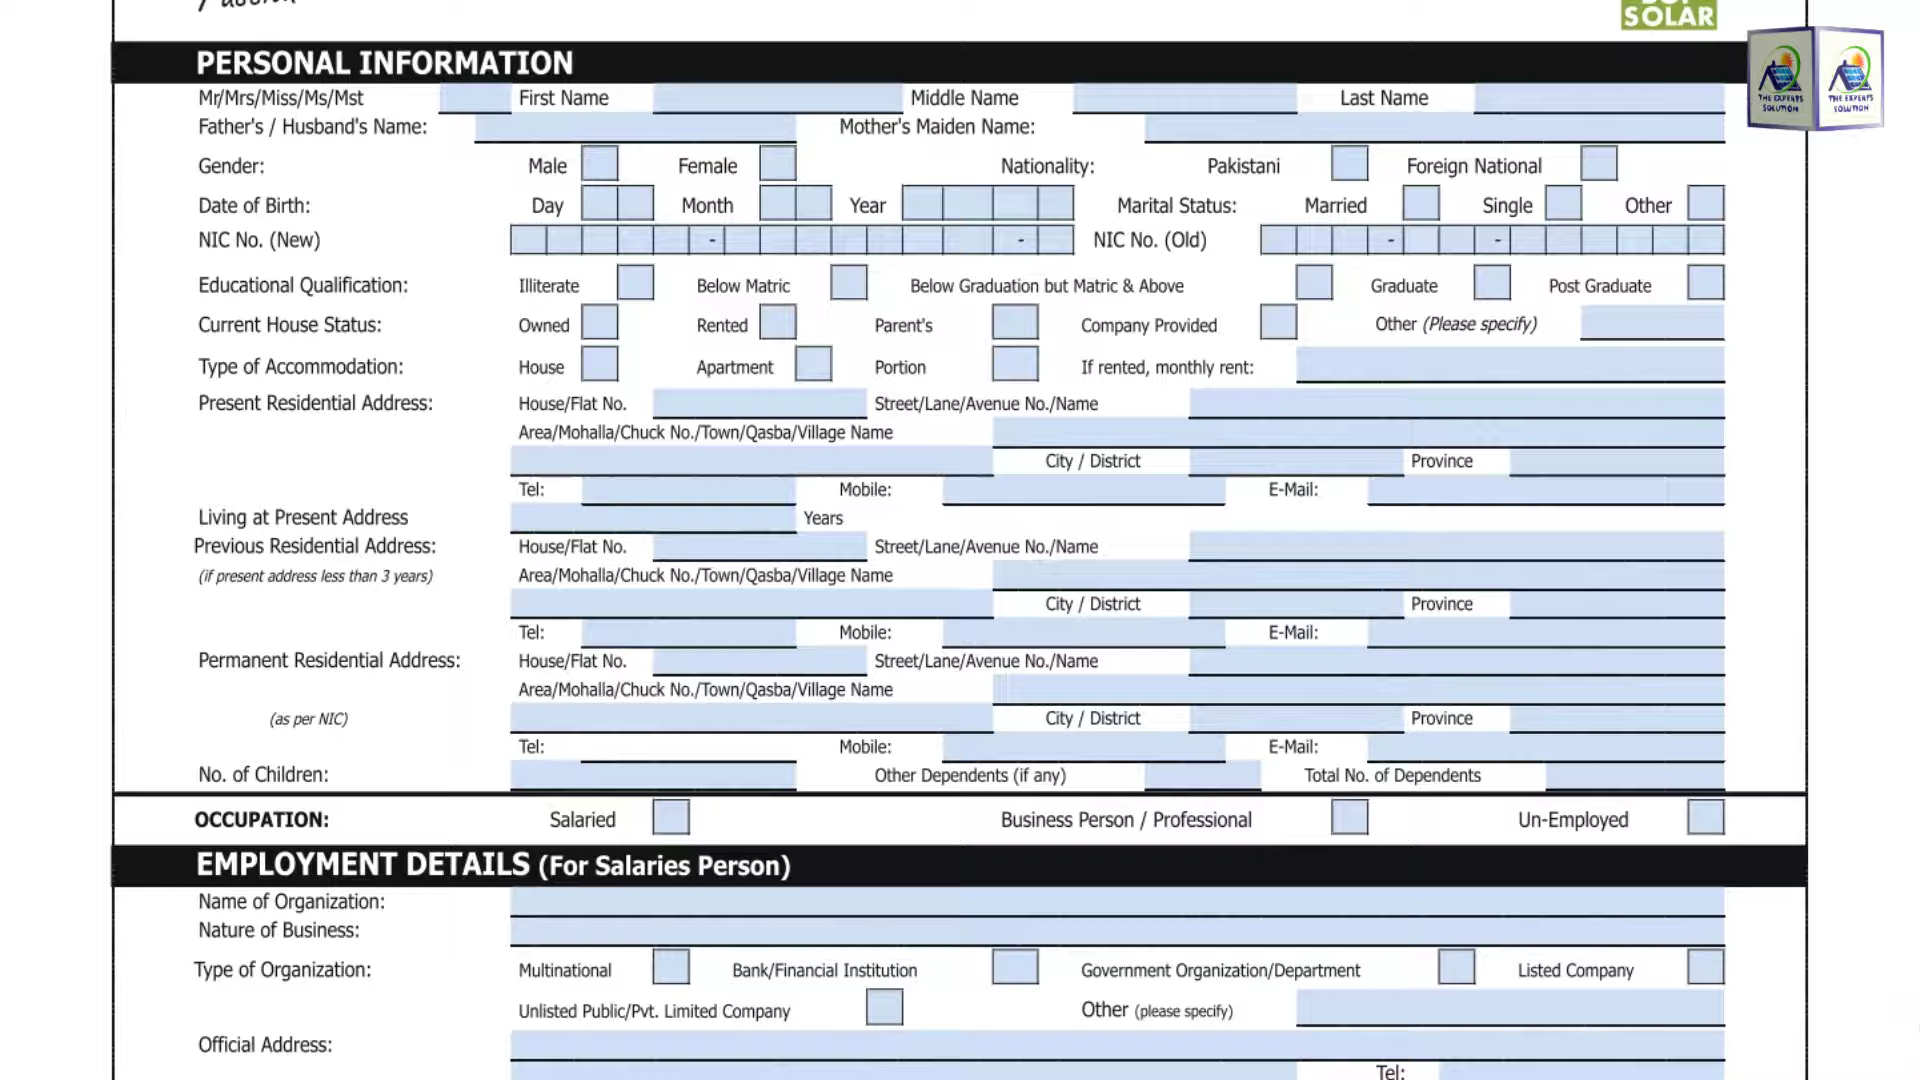 SOLAR
PERSONAL INFORMATION
Mr/Mrs/Miss/Ms/Mst First Name Middle Name Last Name
Father's / Husband's Name: Mother's Maiden Name:
Gender: Male Female Nationality: Pakistani Foreign National
Date of Birth: Day Month Year Marital Status: Married Single Other
NIC No. (New) - - NIC No. (Old) - -
Educational Qualification: Illiterate Below Matric Below Graduation but Matric & Above Graduate Post Graduate
Current House Status: Owned Rented Parent's Company Provided Other (Please specify)
Type of Accommodation: House Apartment Portion If rented, monthly rent:
Present Residential Address: House/Flat No. Street/Lane/Avenue No./Name
Area/Mohalla/Chuck No./Town/Qasba/Village Name
City / District Province
Tel: Mobile: E-Mail:
Living at Present Address Years
Previous Residential Address: House/Flat No. Street/Lane/Avenue No./Name
(if present address less than 3 years) Area/Mohalla/Chuck No./Town/Qasba/Village Name
City / District Province
Tel: Mobile: E-Mail:
Permanent Residential Address: House/Flat No. Street/Lane/Avenue No./Name
Area/Mohalla/Chuck No./Town/Qasba/Village Name
(as per NIC) City / District Province
Tel: Mobile: E-Mail:
No. of Children: Other Dependents (if any) Total No. of Dependents
OCCUPATION: Salaried Business Person / Professional Un-Employed
EMPLOYMENT DETAILS (For Salaries Person)
Name of Organization:
Nature of Business:
Type of Organization: Multinational Bank/Financial Institution Government Organization/Department Listed Company
Unlisted Public/Pvt. Limited Company Other (please specify)
Official Address:
Tel:
THE EXPERTS SOLUTION
THE EXPERTS SOLUTION